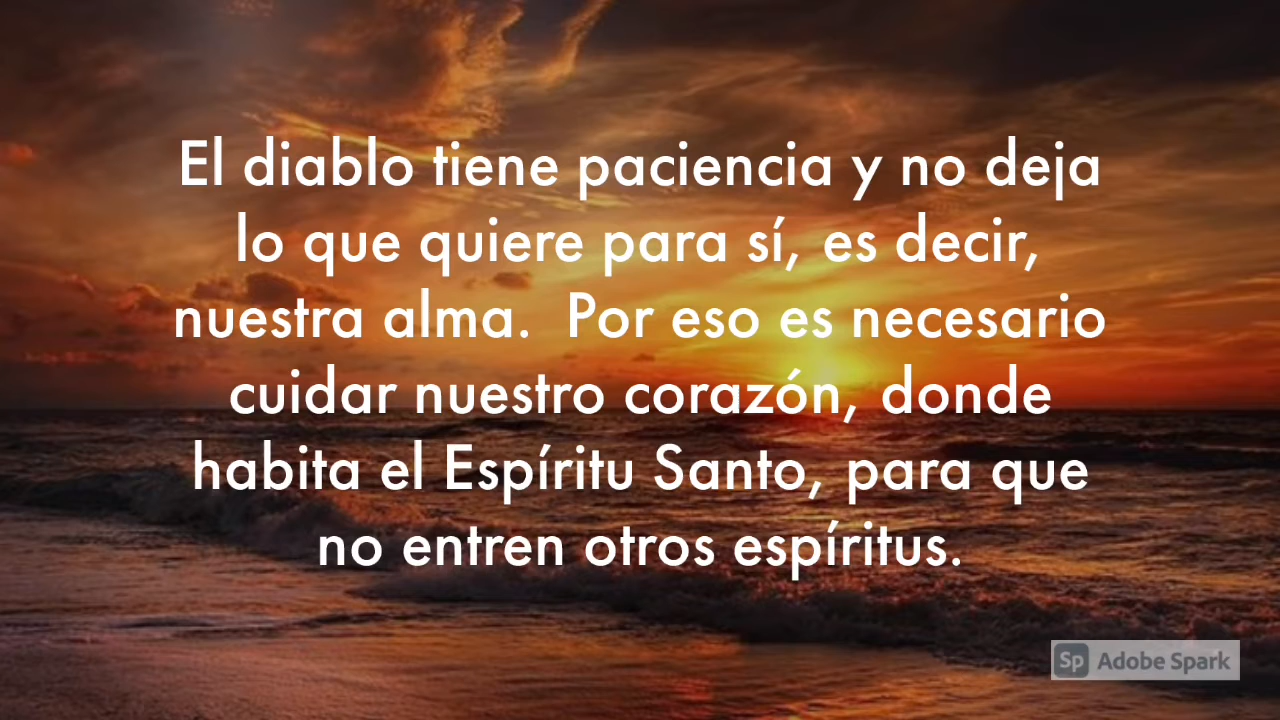 El diablo tiene paciencia y no deja
lo que quiere para sí, es decir,
nuestra alma.  Por eso es necesario
cuidar nuestro corazón, donde
habita el Espíritu Santo, para que
no entren otros espíritus.
Sp Adobe Spark